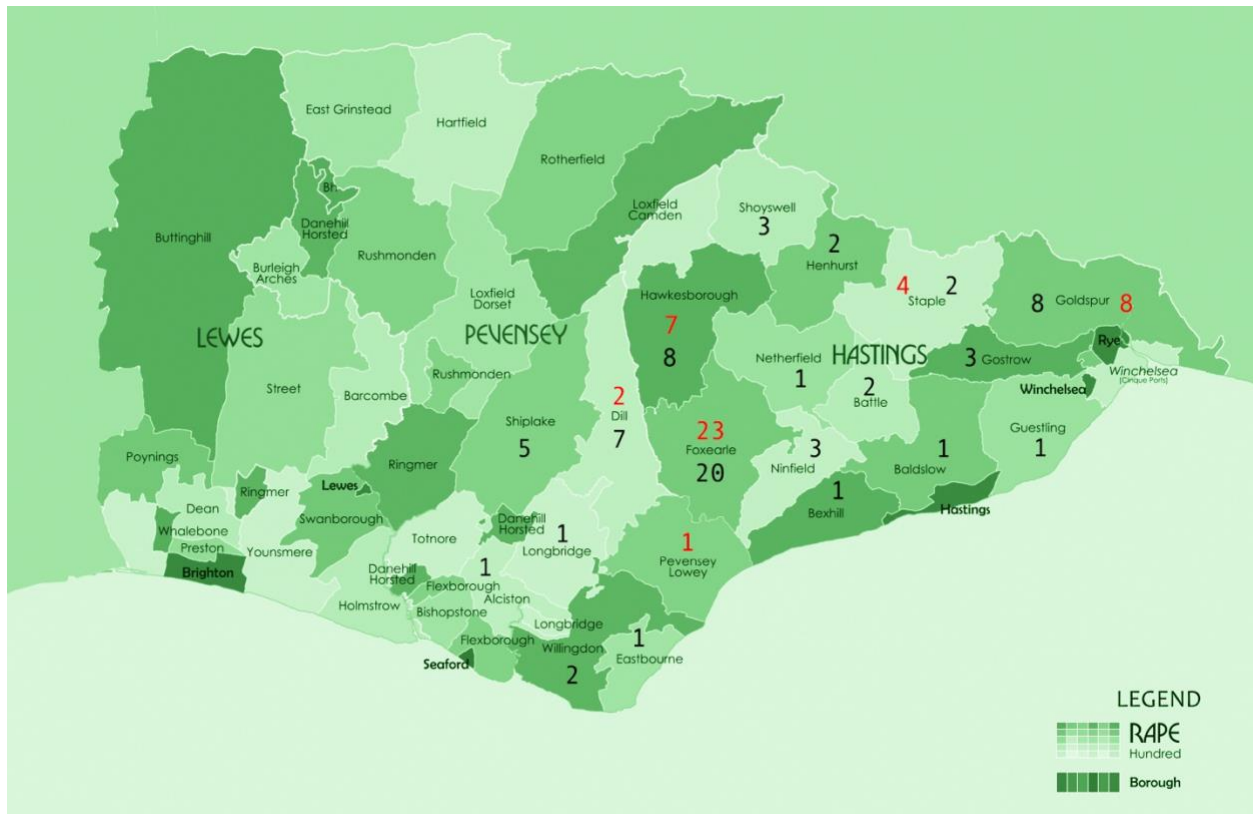 East Grinstead
Hartfield
Rotherfield
Bh.
Danehill
Horsted
Buttinghill
Rushmonden
Burleigh
Arches
Loxfield
Camden
Shoyswell
3
2
Henhurst
4 2
Staple
8 Goldspur 8
Loxfield
Dorset
Hawkesborough
7
8
LEWES
PEVENSEY
HASTINGS
Netherfield
1
3 Gostrow
Rye
Winchelsea
(Cinque Ports)
Winchelsea
Street
Barcombe
Rushmonden
2
Dill
7
2
Battle
Shiplake
5
23
Foxearle
20
3
Ninfield
1
Baldslow
Guestling
1
Poynings
Ringmer
Lewes
Ringmer
1
Bexhill
Hastings
Dean
Swanborough
Whalebone
Preston
Younsmere
Brighton
Totnore
Danehill
Horsted
1
Longbridge
1
Pevensey
Lowey
Danehill
Horsted
1
Flexborough
Alciston
Holmstrow
Bishopstone
Longbridge
Flexborough
Willingdon
2
1
Eastbourne
Seaford
LEGEND
RAPE
Hundred
Borough